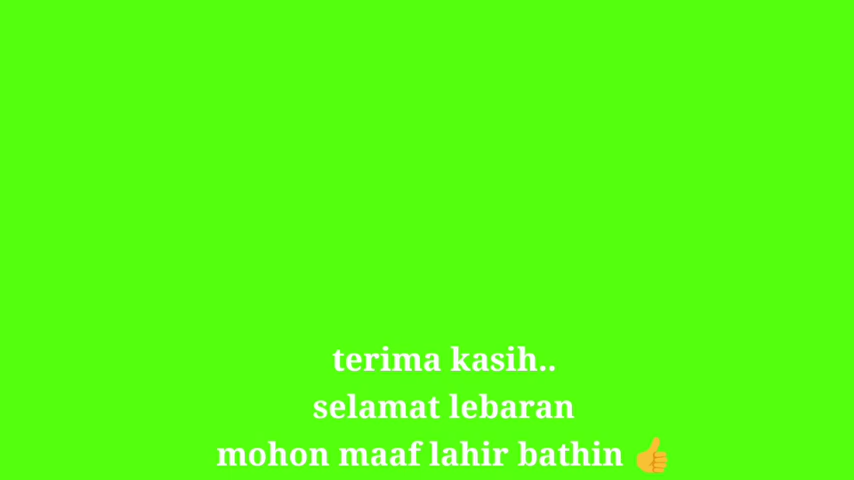 terima kasih..
selamat lebaran
mohon maaf lahir bathin 👍